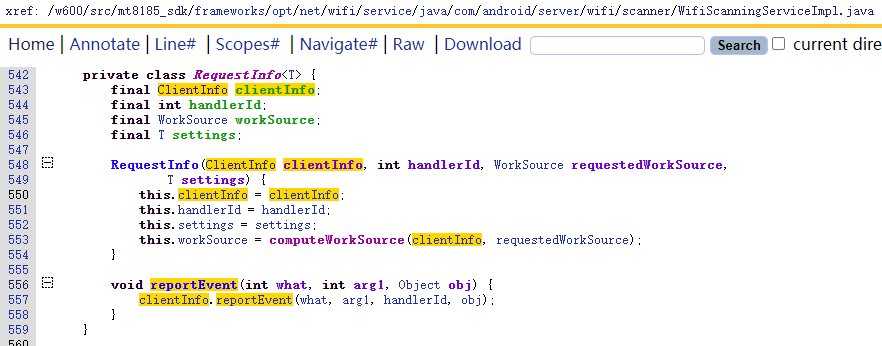 xref: /w600/src/mt8185_sdk/frameworks/opt/net/wifi/service/java/com/android/server/wifi/scanner/WifiScanningServiceImpl.java
Home | Annotate | Line# | Scopes# | Navigate# | Raw | Download Search current dire
542 private class RequestInfo<T> {
543 final ClientInfo clientInfo;
544 final int handlerId;
545 final WorkSource workSource;
546 final T settings;
547
548 RequestInfo(ClientInfo clientInfo, int handlerId, WorkSource requestedWorkSource,
549 T settings) {
550 this.clientInfo = clientInfo;
551 this.handlerId = handlerId;
552 this.settings = settings;
553 this.workSource = computeWorkSource(clientInfo, requestedWorkSource);
554 }
555
556 void reportEvent(int what, int arg1, Object obj) {
557 clientInfo.reportEvent(what, arg1, handlerId, obj);
558 }
559 }
560